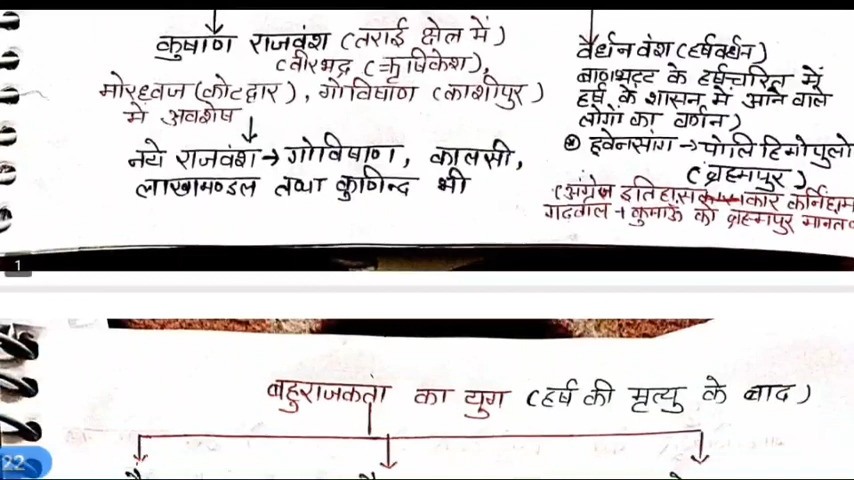 कुषाण राजवंश (तराई क्षेत्र में)
(वीरभद्र (ऋषिकेश),
मोरध्वज (कोटद्वार), गोविषाण (काशीपुर)
में अवशेष
नये राजवंश → गोविषाण, कालसी,
लाखामण्डल तथा कुणिन्द भी
वर्धन वंश (हर्षवर्धन)
बाणभट्ट के हर्षचरित में
हर्ष के शासन में आने वाले
लोगों का वर्णन)
हवेनसांग → पोलिहिमोपुलो
(ब्रह्मपुर)
(अंग्रेज इतिहासकार कनिंघम
गढवाल + कुमाऊं को ब्रह्मपुर मानते
1
बहुराजकता का युग (हर्ष की मृत्यु के बाद)
22